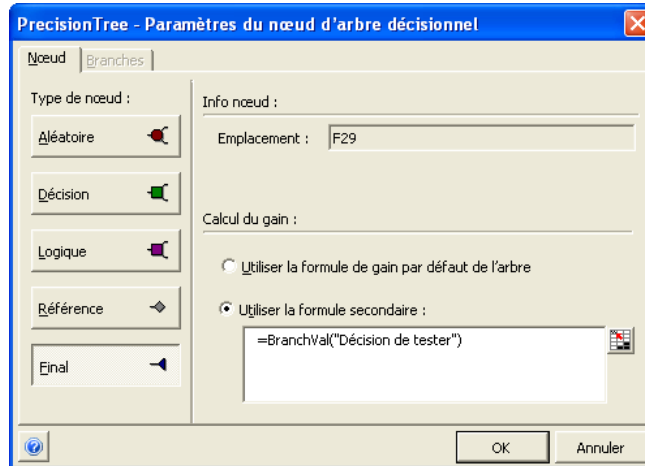 PrecisionTree - Paramètres du nœud d'arbre décisionnel
Nœud
Branches
Type de nœud :
Aléatoire
Décision
Logique
Référence
Final
Info nœud :
Emplacement :
F29
Calcul du gain :
Utiliser la formule de gain par défaut de l'arbre
Utiliser la formule secondaire :
=BranchVal("Décision de tester")
OK
Annuler